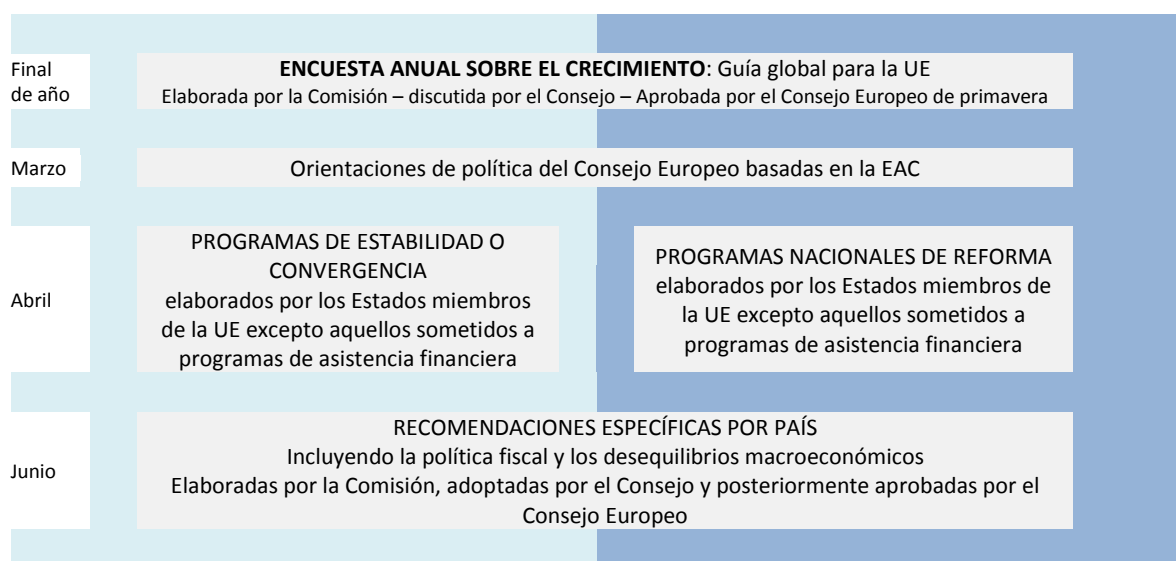 Final
de año
ENCUESTA ANUAL SOBRE EL CRECIMIENTO: Guía global para la UE
Elaborada por la Comisión – discutida por el Consejo – Aprobada por el Consejo Europeo de primavera
Marzo
Orientaciones de política del Consejo Europeo basadas en la EAC
Abril
PROGRAMAS DE ESTABILIDAD O
CONVERGENCIA
elaborados por los Estados miembros
de la UE excepto aquellos sometidos a
programas de asistencia financiera
PROGRAMAS NACIONALES DE REFORMA
elaborados por los Estados miembros de
la UE excepto aquellos sometidos a
programas de asistencia financiera
Junio
RECOMENDACIONES ESPECÍFICAS POR PAÍS
Incluyendo la política fiscal y los desequilibrios macroeconómicos
Elaboradas por la Comisión, adoptadas por el Consejo y posteriormente aprobadas por el
Consejo Europeo